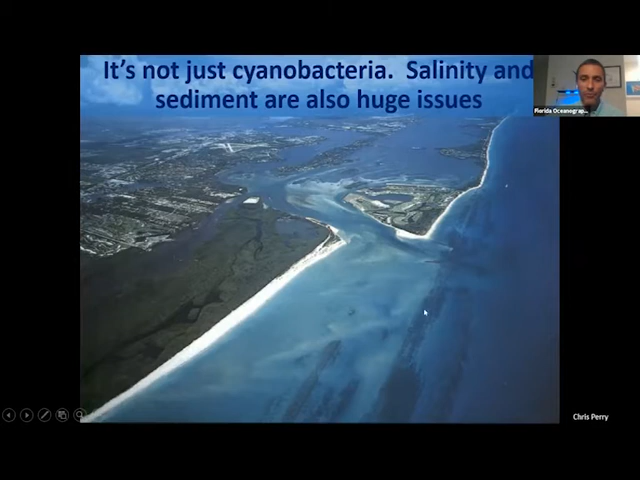 It's not just cyanobacteria.  Salinity and
sediment are also huge issues
Florida Oceanograp...
Chris Perry